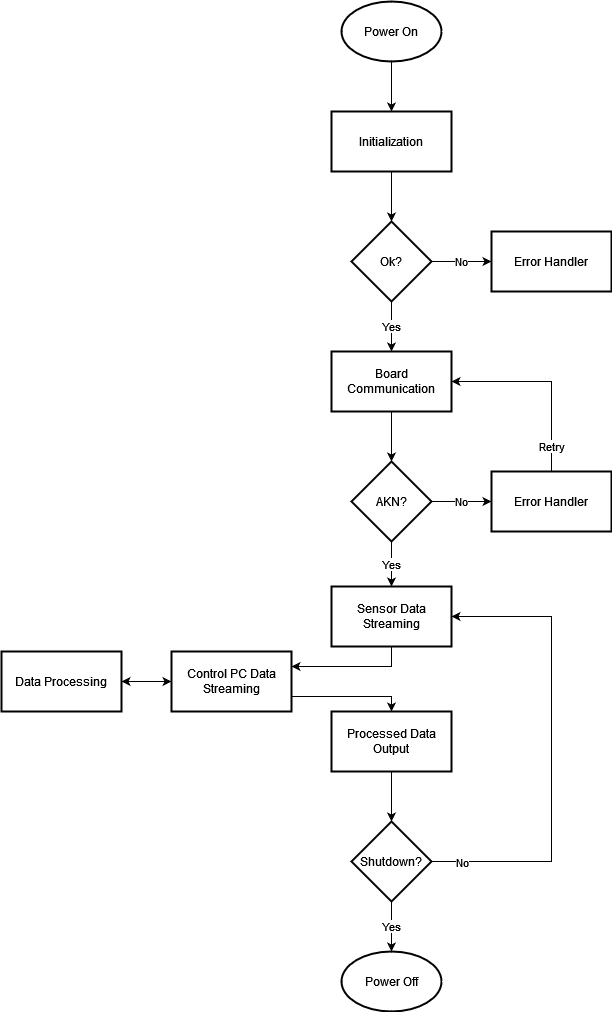 Power On
Initialization
Ok?
No
Error Handler
Yes
Board
Communication
Retry
AKN?
No
Error Handler
Yes
Sensor Data
Streaming
Data Processing
Control PC Data
Streaming
Processed Data
Output
Shutdown?
No
Yes
Power Off